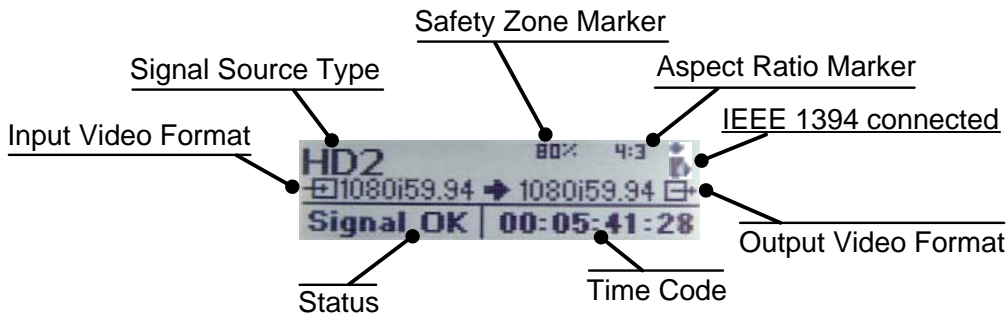 Safety Zone Marker
Signal Source Type
Aspect Ratio Marker
IEEE 1394 connected
Input Video Format
HD2 80% 4:3
1080i59.94 1080i59.94
Signal OK 00:05:41:28
Output Video Format
Status
Time Code